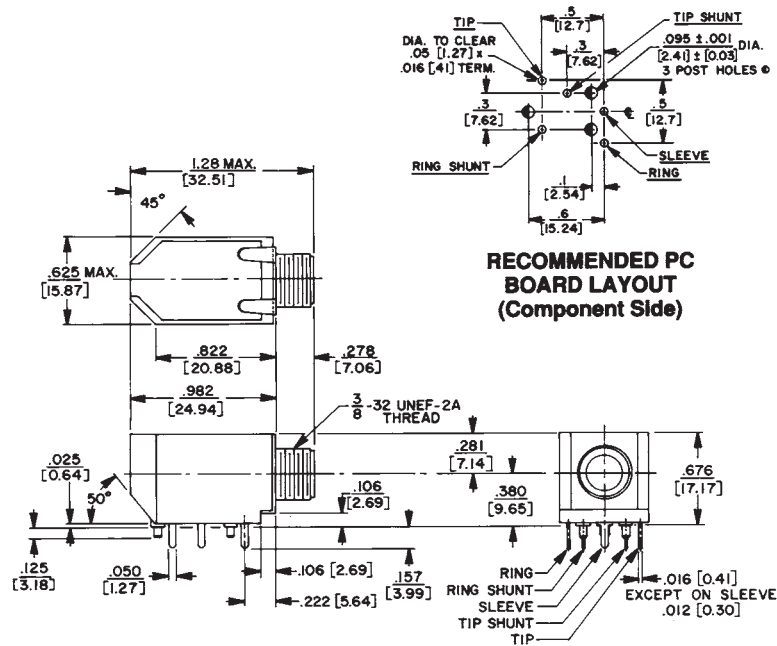 TIP
.5
[12.7]
TIP SHUNT
DIA. TO CLEAR
.05 [1.27] x
.016 [.41] TERM.
.3
[7.62]
.095 ±.001 DIA.
[2.41] ± [0.03]
3 POST HOLES
.3
[7.62]
.5
[12.7]
RING SHUNT
SLEEVE
RING
.1
[2.54]
.6
[15.24]
RECOMMENDED PC
BOARD LAYOUT
(Component Side)
1.28 MAX.
[32.51]
45°
.625 MAX.
[15.87]
.822
[20.88]
.278
[7.06]
.982
[24.94]
3/8 -32 UNEF-2A
THREAD
.025
[0.64]
50°
.281
[7.14]
.380
[9.65]
.676
[17.17]
.106
[2.69]
.125
[3.18]
.050
[1.27]
.106 [2.69]
.222 [5.64]
.157
[3.99]
RING
RING SHUNT
SLEEVE
TIP SHUNT
TIP
.016 [0.41]
EXCEPT ON SLEEVE
.012 [0.30]